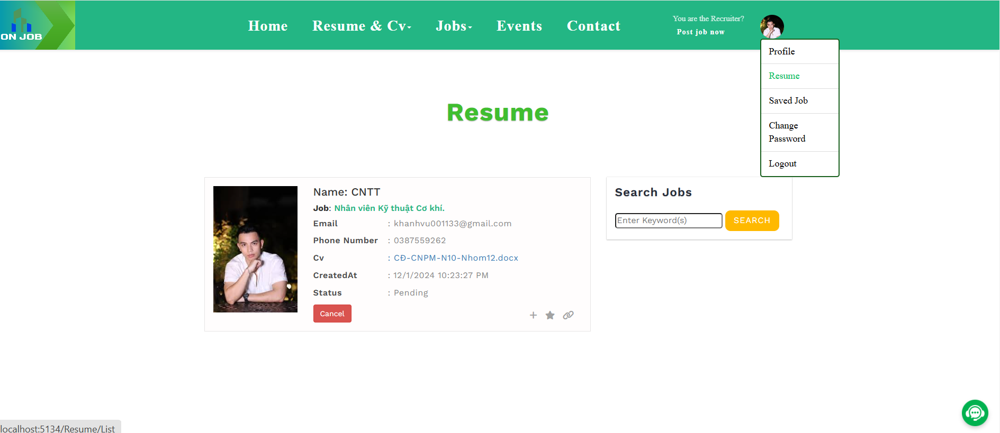 ON JOB
Home
Resume & Cv
Jobs
Events
Contact
You are the Recruiter?
Post job now
Profile
Resume
Saved Job
Change
Password
Logout
Resume
Name: CNTT
Job: Nhân viên Kỹ thuật Cơ khí.
Email : khanhvu001133@gmail.com
Phone Number : 0387559262
Cv : CĐ-CNPM-N10-Nhom12.docx
CreatedAt : 12/1/2024 10:23:27 PM
Status : Pending
Cancel
Search Jobs
Enter Keyword(s)
SEARCH
localhost:5134/Resume/List